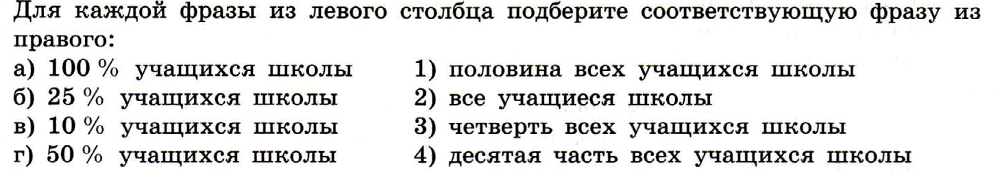 Для каждой фразы из левого столбца подберите соответствующую фразу из
правого:
а) 100 % учащихся школы 1) половина всех учащихся школы
б) 25 % учащихся школы 2) все учащиеся школы
в) 10 % учащихся школы 3) четверть всех учащихся школы
г) 50 % учащихся школы 4) десятая часть всех учащихся школы